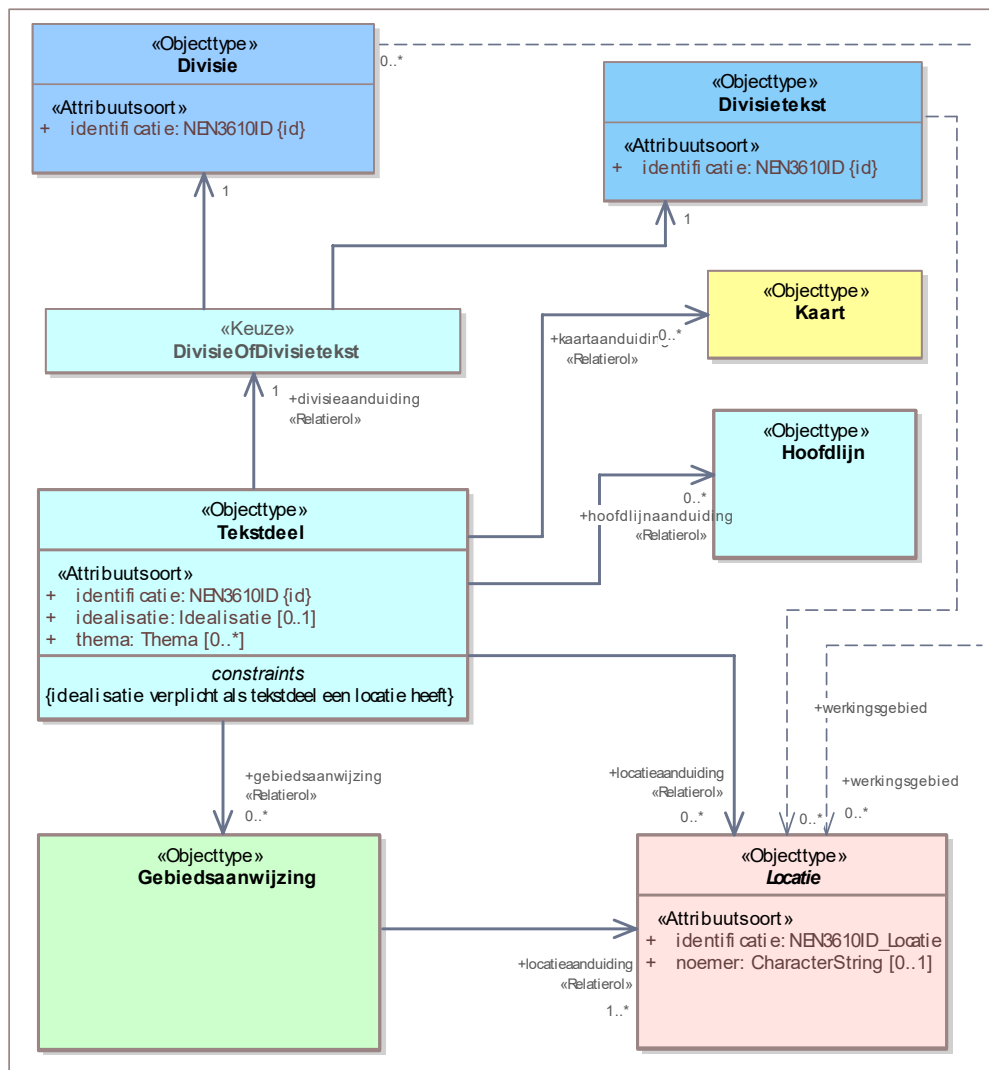 «Objecttype»
Divisie
«Attribuutsoort»
+ identificatie: NEN3610ID {id}
0..*
«Objecttype»
Divisietekst
«Attribuutsoort»
+ identificatie: NEN3610ID {id}
1
1
«Keuze»
DivisieOfDivisietekst
«Objecttype»
Kaart
+kaartaanduiding
0..*
«Relatierol»
1
+divisieaanduiding
«Relatierol»
«Objecttype»
Hoofdlijn
0..*
+hoofdlijnaanduiding
«Relatierol»
«Objecttype»
Tekstdeel
«Attribuutsoort»
+ identificatie: NEN3610ID {id}
+ idealisatie: Idealisatie [0..1]
+ thema: Thema [0..*]
constraints
{idealisatie verplicht als tekstdeel een locatie heeft}
+werkingsgebied
+gebiedsaanwijzing
«Relatierol»
0..*
+locatieaanduiding
«Relatierol»
0..*
+werkingsgebied
0..*
0..*
«Objecttype»
Gebiedsaanwijzing
«Objecttype»
Locatie
«Attribuutsoort»
+ identificatie: NEN3610ID_Locatie
+ noemer: CharacterString [0..1]
+locatieaanduiding
«Relatierol»
1..*